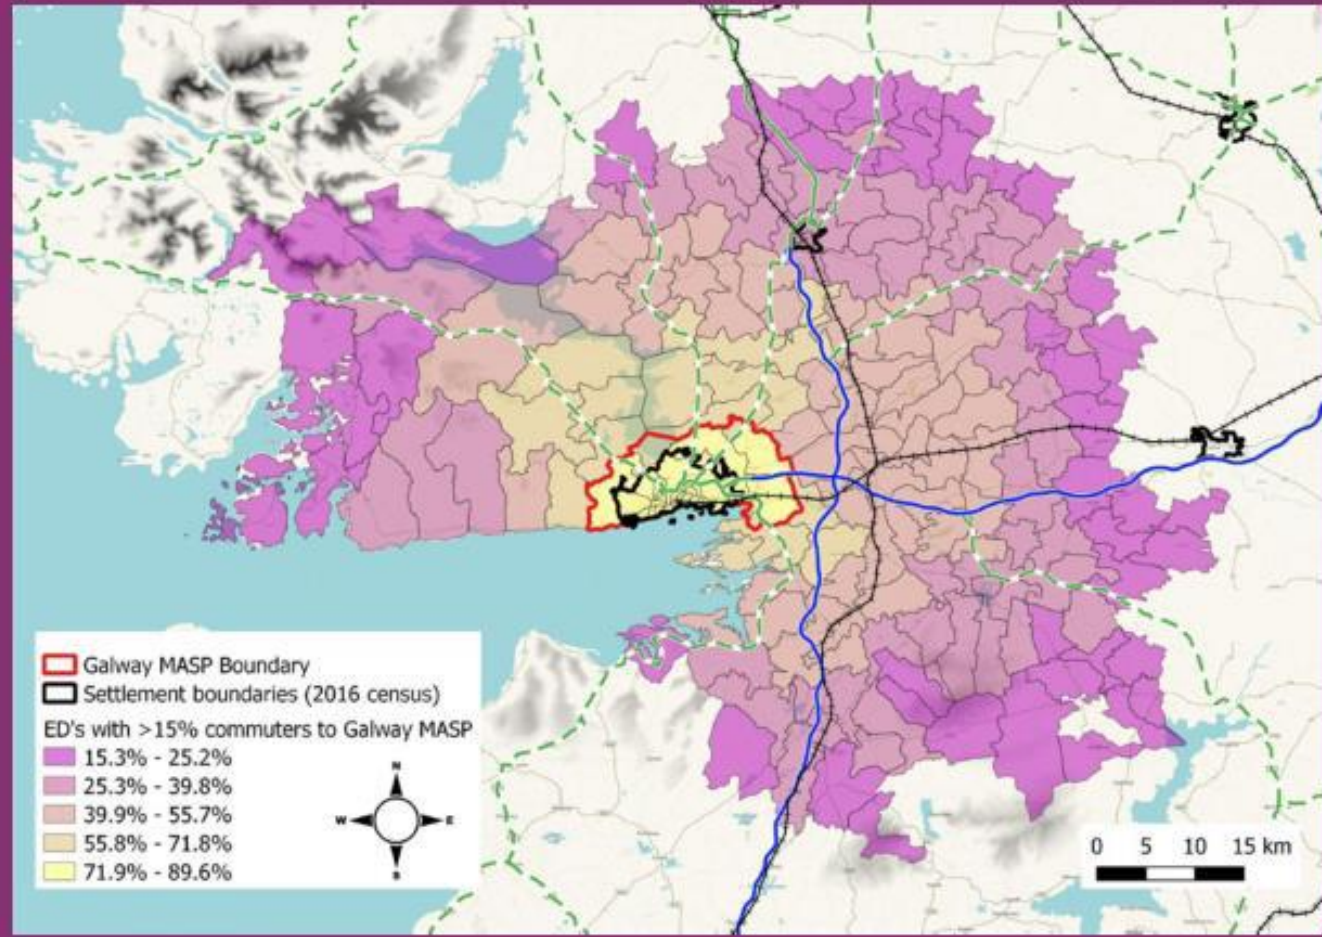 Galway MASP Boundary
Settlement boundaries (2016 census)
ED's with >15% commuters to Galway MASP
15.3% - 25.2%
25.3% - 39.8%
39.9% - 55.7%
55.8% - 71.8%
71.9% - 89.6%
N
W E
S
0 5 10 15 km